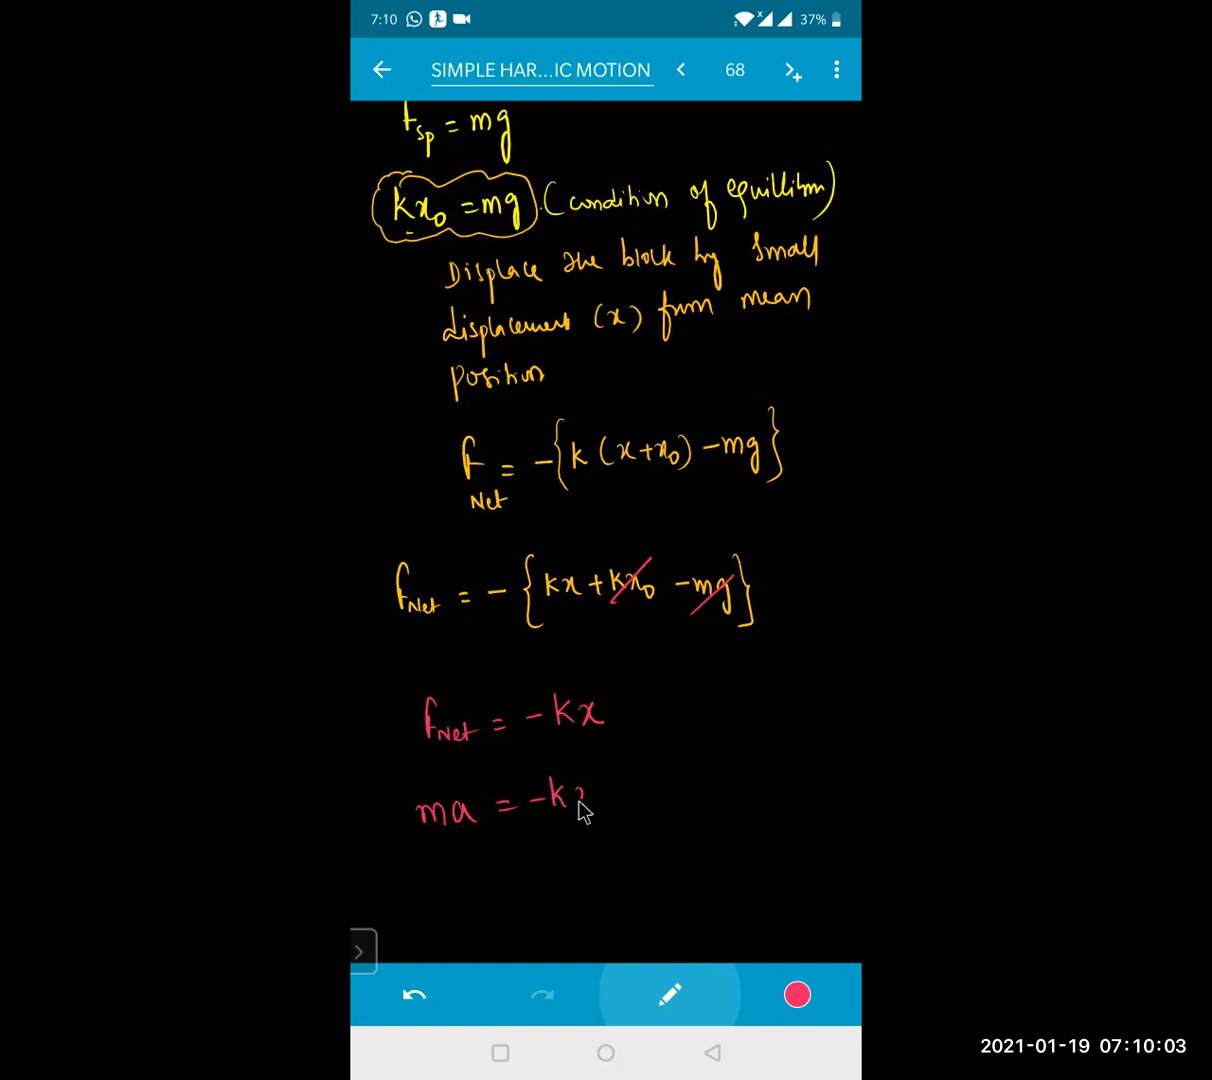 7:10
37%
SIMPLE HAR...IC MOTION
68
Fsp = mg
kx₀ = mg (Condition of equillibm)
Displace the block by small
displacement (x) from mean
position
F = -{k (x+x₀) -mg}
Net
FNet = - {kx + kx₀ - mg}
FNet = - kx
ma = - k
2021-01-19 07:10:03